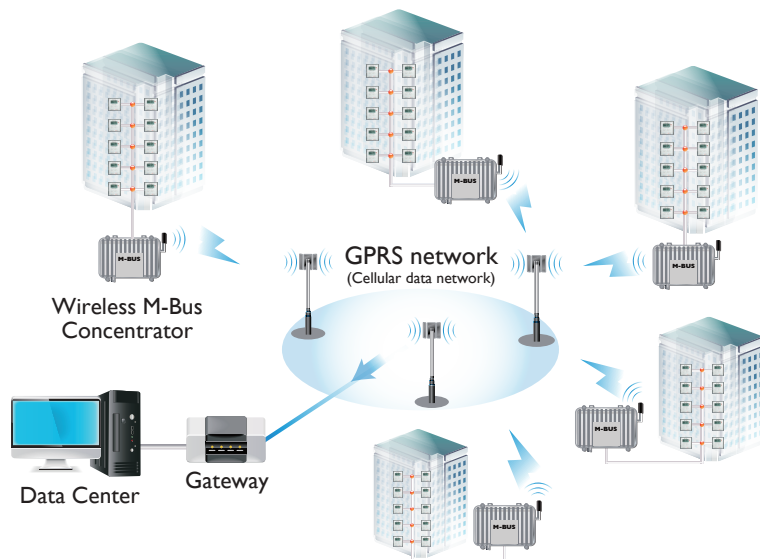 M-BUS
M-BUS
M-BUS
GPRS network
(Cellular data network)
Wireless M-Bus
Concentrator
M-BUS
Data Center
Gateway
M-BUS